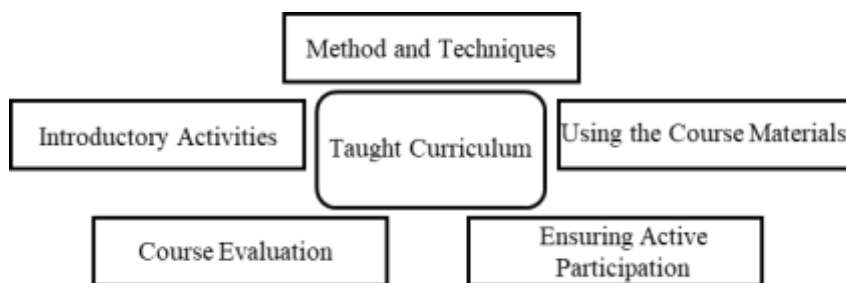 Method and Techniques
Introductory Activities
Taught Curriculum
Using the Course Materials
Course Evaluation
Ensuring Active
Participation